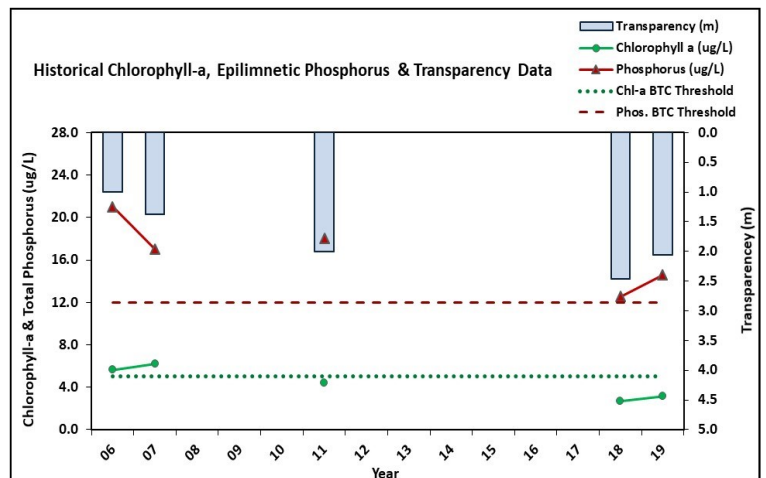 Historical Chlorophyll-a, Epilimnetic Phosphorus & Transparency Data
Transparency (m)
Chlorophyll a (ug/L)
Phosphorus (ug/L)
Chl-a BTC Threshold
Phos. BTC Threshold
Chlorophyll-a & Total Phosphorus (ug/L)
28.0
24.0
20.0
16.0
12.0
8.0
4.0
0.0
0.0
0.5
1.0
1.5
2.0
2.5
3.0
3.5
4.0
4.5
5.0
Transparencey (m)
06 07 08 09 10 11 12 13 14 15 16 17 18 19
Year